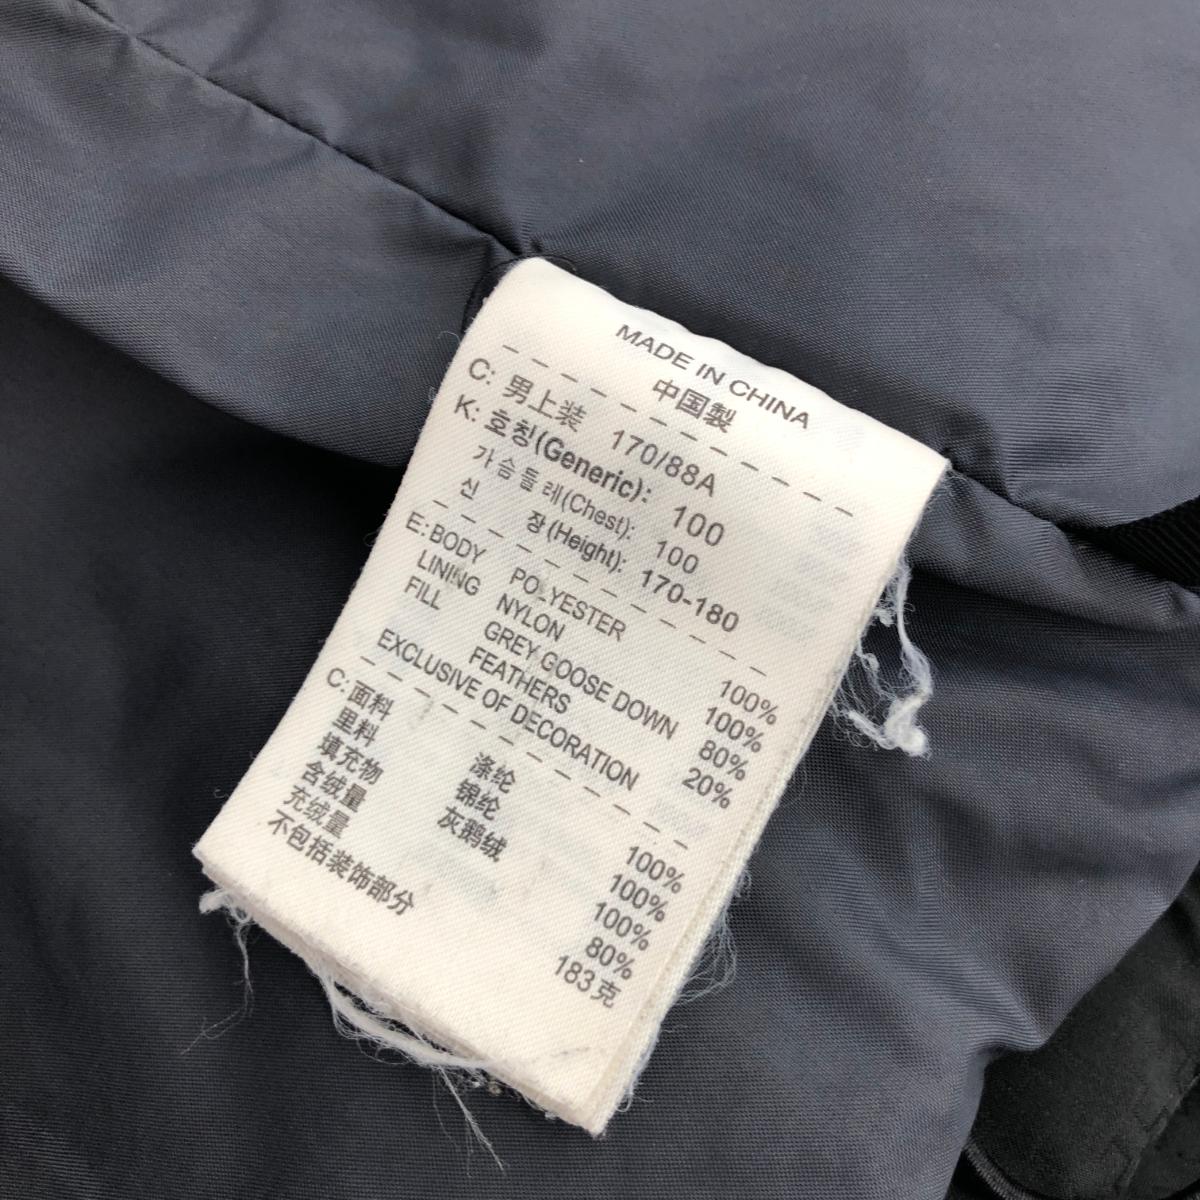 MADE IN CHINA
中国製
C: 男上装 170/88A
K: 호칭(Generic): 100
가슴둘레(Chest): 100
신 장(Height): 170-180
E: BODY POLYESTER 100%
LINING NYLON 100%
FILL GREY GOOSE DOWN 80%
FEATHERS 20%
EXCLUSIVE OF DECORATION
C: 面料 涤纶 100%
里料 锦纶 100%
填充物 灰鹅绒 100%
含绒量 80%
充绒量 183克
不包括装饰部分